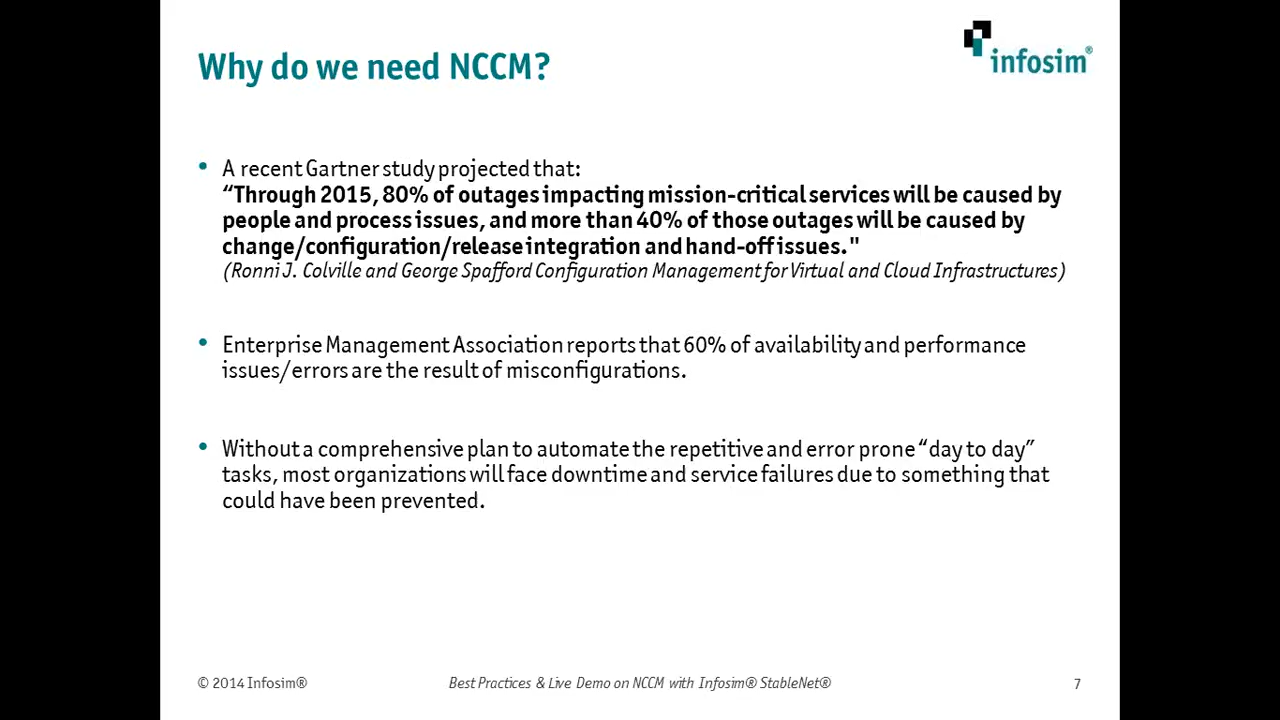 Why do we need NCCM?
infosim®
• A recent Gartner study projected that:
“Through 2015, 80% of outages impacting mission-critical services will be caused by
people and process issues, and more than 40% of those outages will be caused by
change/configuration/release integration and hand-off issues."
(Ronni J. Colville and George Spafford Configuration Management for Virtual and Cloud Infrastructures)
• Enterprise Management Association reports that 60% of availability and performance
issues/errors are the result of misconfigurations.
• Without a comprehensive plan to automate the repetitive and error prone “day to day”
tasks, most organizations will face downtime and service failures due to something that
could have been prevented.
© 2014 Infosim®
Best Practices & Live Demo on NCCM with Infosim® StableNet®
7